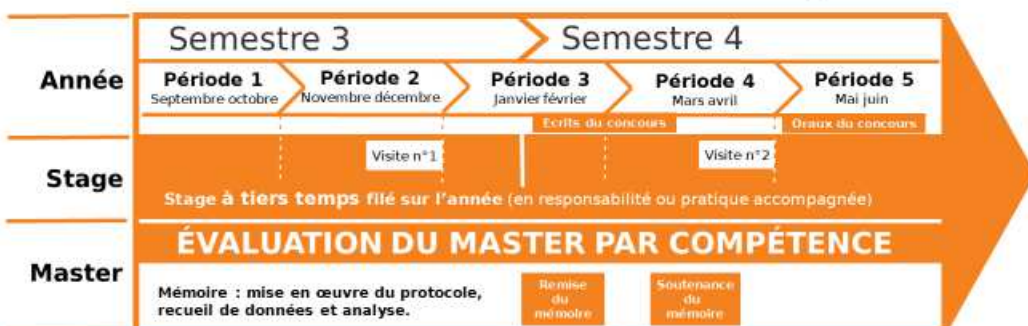 Semestre 3
Semestre 4
Année
Période 1
Septembre octobre
Période 2
Novembre décembre
Période 3
Janvier février
Période 4
Mars avril
Période 5
Mai juin
Ecrits du concours
Oraux du concours
Stage
Visite n°1
Visite n°2
Stage à tiers temps filé sur l'année (en responsabilité ou pratique accompagnée)
ÉVALUATION DU MASTER PAR COMPÉTENCE
Master
Mémoire : mise en œuvre du protocole,
recueil de données et analyse.
Remise
du
mémoire
Soutenance
du
mémoire